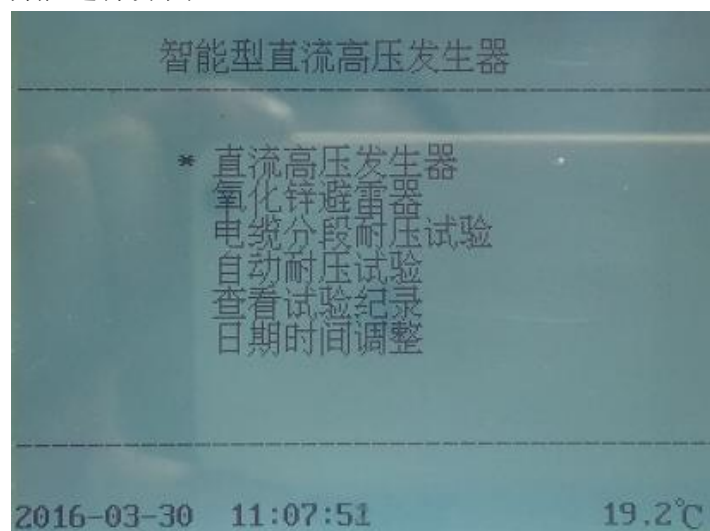 智能型直流高压发生器
* 直流高压发生器
氧化锌避雷器
电缆分段耐压试验
自动耐压试验
查看试验纪录
日期时间调整
2016-03-30 11:07:51 19.2℃